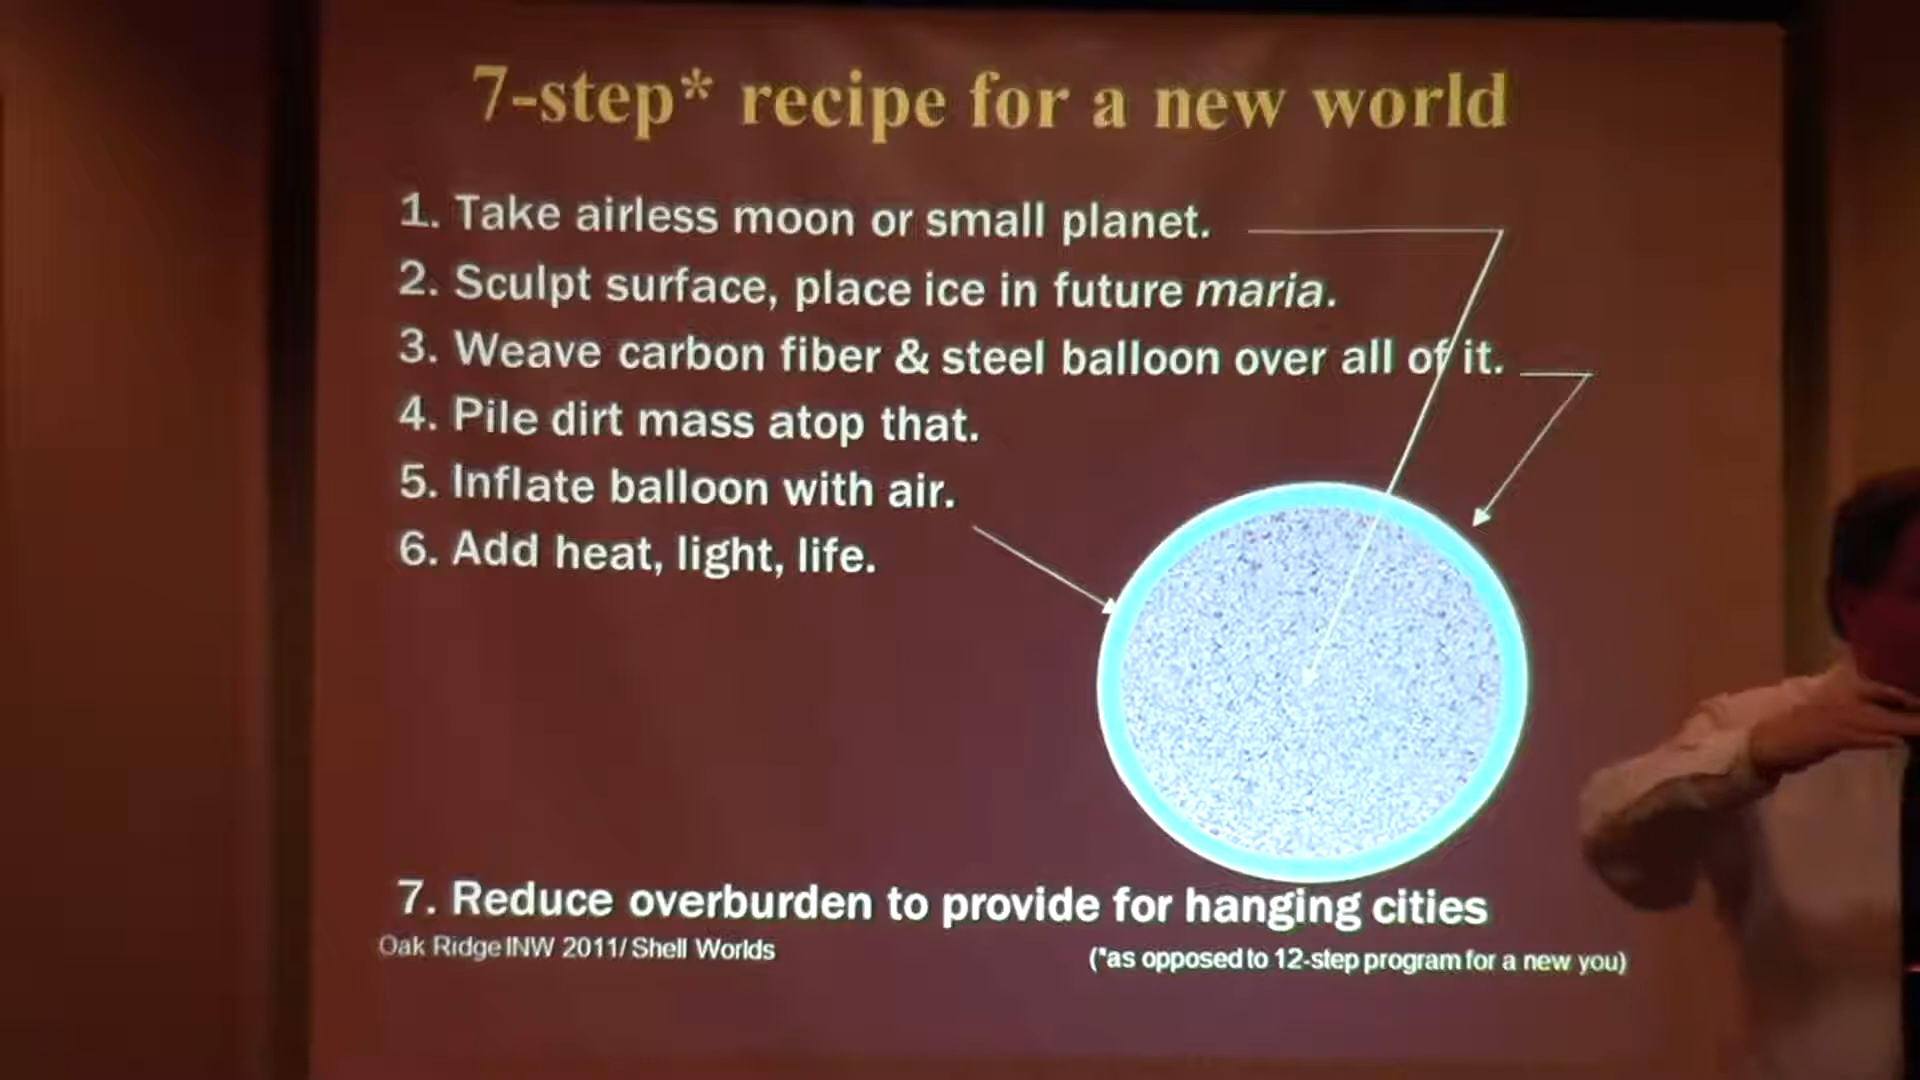 7-step* recipe for a new world
1. Take airless moon or small planet.
2. Sculpt surface, place ice in future maria.
3. Weave carbon fiber & steel balloon over all of it.
4. Pile dirt mass atop that.
5. Inflate balloon with air.
6. Add heat, light, life.
7. Reduce overburden to provide for hanging cities
Oak Ridge INW 2011/ Shell Worlds
(*as opposed to 12-step program for a new you)